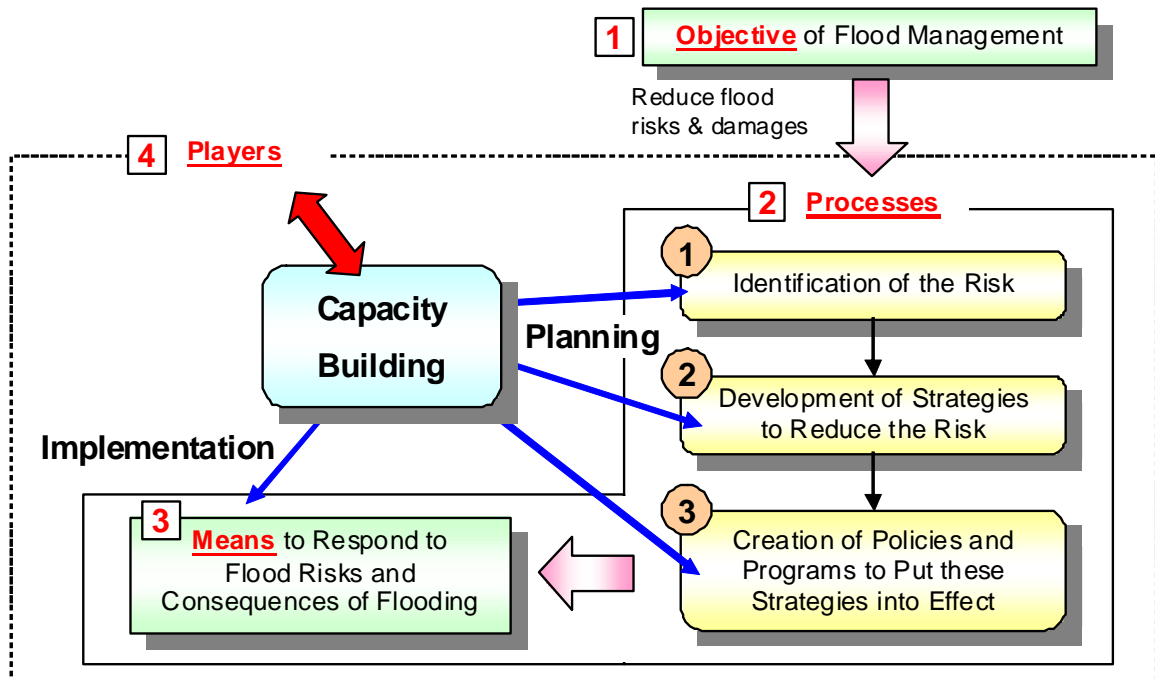 1
Objective of Flood Management
Reduce flood
risks & damages
4
Players
2
Processes
1
Identification of the Risk
Capacity
Building
Planning
2
Development of Strategies
to Reduce the Risk
Implementation
3
Creation of Policies and
Programs to Put these
Strategies into Effect
3
Means to Respond to
Flood Risks and
Consequences of Flooding